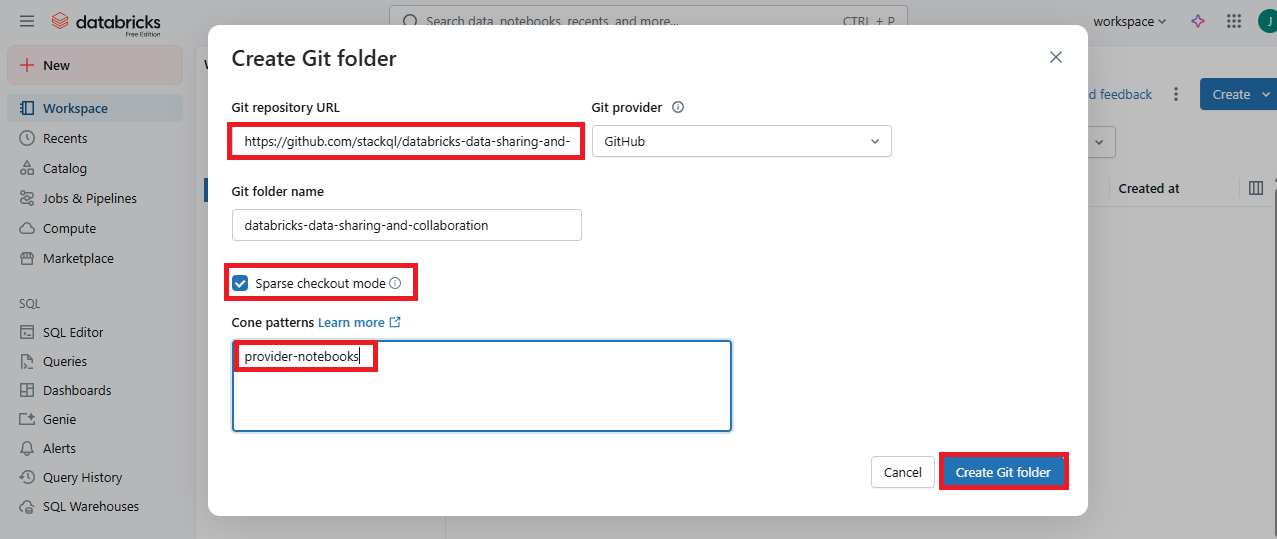 databricks
Free Edition
Search data, notebooks, recents, and more...
CTRL + P
workspace
J
New
Workspace
Recents
Catalog
Jobs & Pipelines
Compute
Marketplace
SQL
SQL Editor
Queries
Dashboards
Genie
Alerts
Query History
SQL Warehouses
Create Git folder
Git repository URL
Git provider
https://github.com/stackql/databricks-data-sharing-and-
GitHub
Git folder name
databricks-data-sharing-and-collaboration
Sparse checkout mode
Cone patterns Learn more
provider-notebooks
Cancel
Create Git folder
feedback
Create
Created at